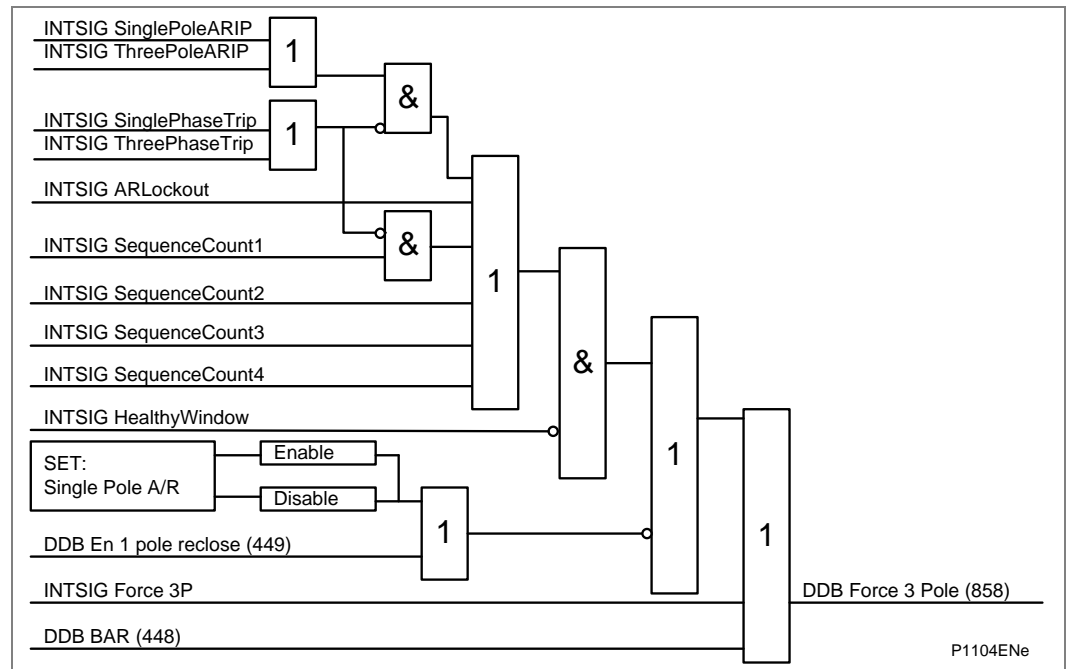 INTSIG SinglePoleARIP
INTSIG ThreePoleARIP
1
&
INTSIG SinglePhaseTrip
INTSIG ThreePhaseTrip
1
INTSIG ARLockout
INTSIG SequenceCount1
&
1
INTSIG SequenceCount2
INTSIG SequenceCount3
INTSIG SequenceCount4
&
INTSIG HealthyWindow
SET:
Single Pole A/R
Enable
Disable
1
1
1
DDB En 1 pole reclose (449)
INTSIG Force 3P
DDB Force 3 Pole (858)
DDB BAR (448)
P1104ENe